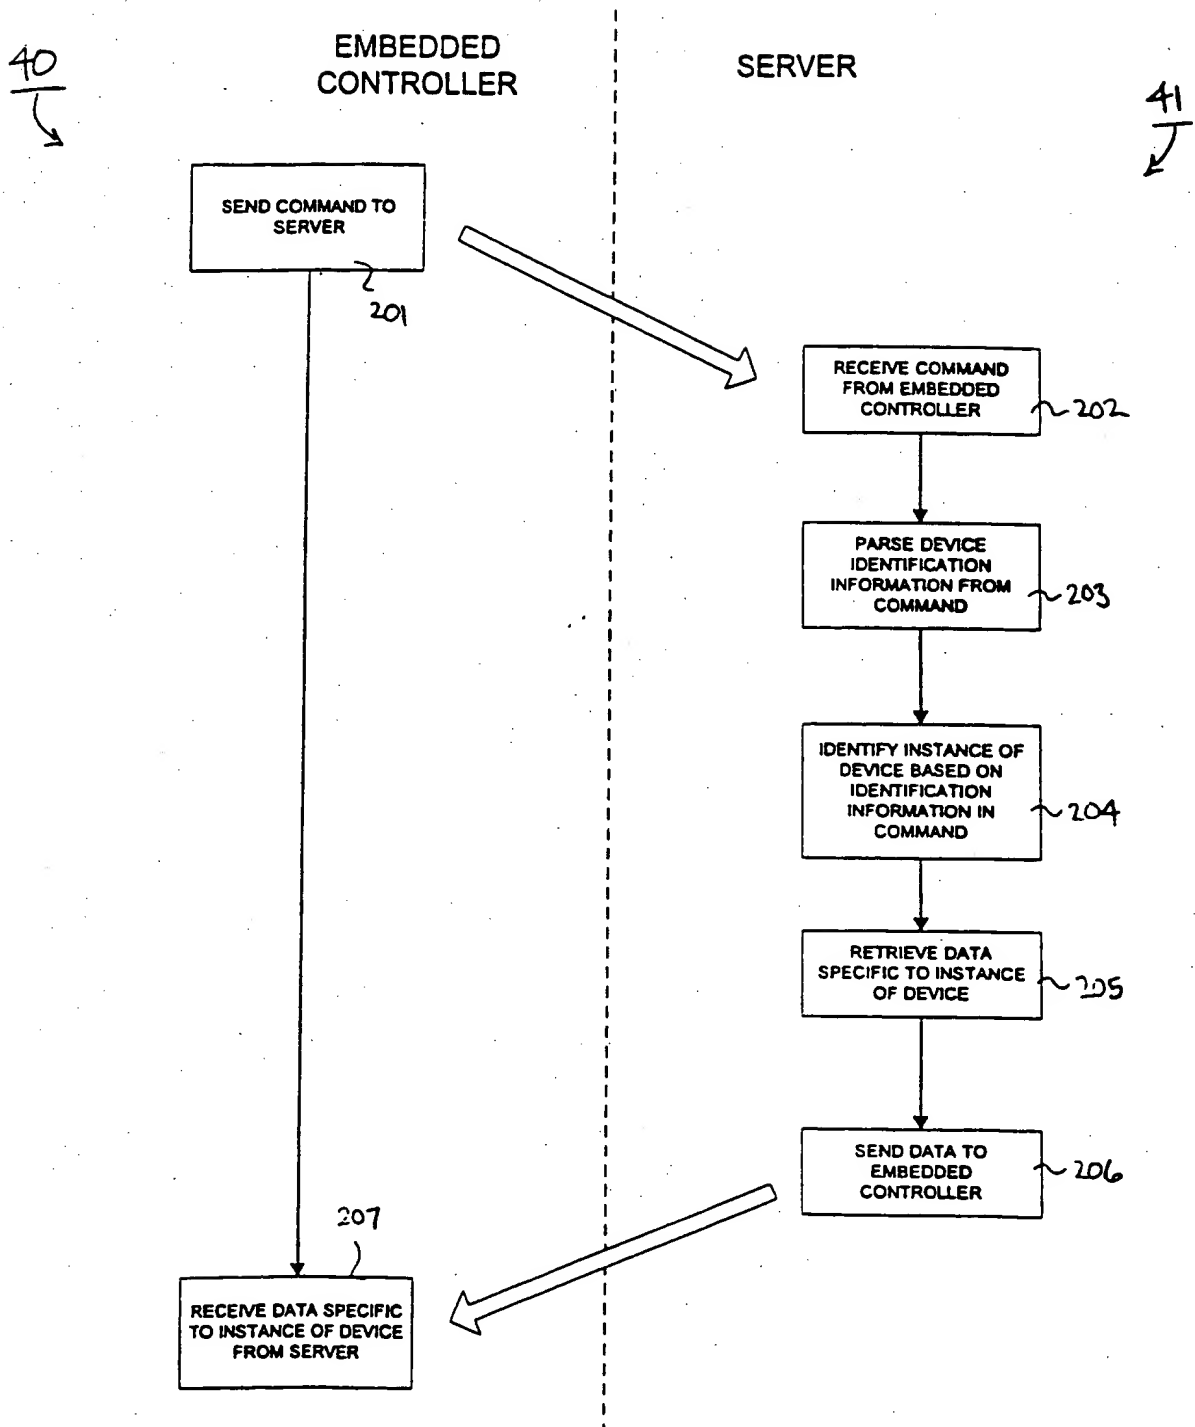 40
EMBEDDED
CONTROLLER
SERVER
41
SEND COMMAND TO
SERVER
201
RECEIVE COMMAND
FROM EMBEDDED
CONTROLLER
202
PARSE DEVICE
IDENTIFICATION
INFORMATION FROM
COMMAND
203
IDENTIFY INSTANCE OF
DEVICE BASED ON
IDENTIFICATION
INFORMATION IN
COMMAND
204
RETRIEVE DATA
SPECIFIC TO INSTANCE
OF DEVICE
205
SEND DATA TO
EMBEDDED
CONTROLLER
206
207
RECEIVE DATA SPECIFIC
TO INSTANCE OF DEVICE
FROM SERVER